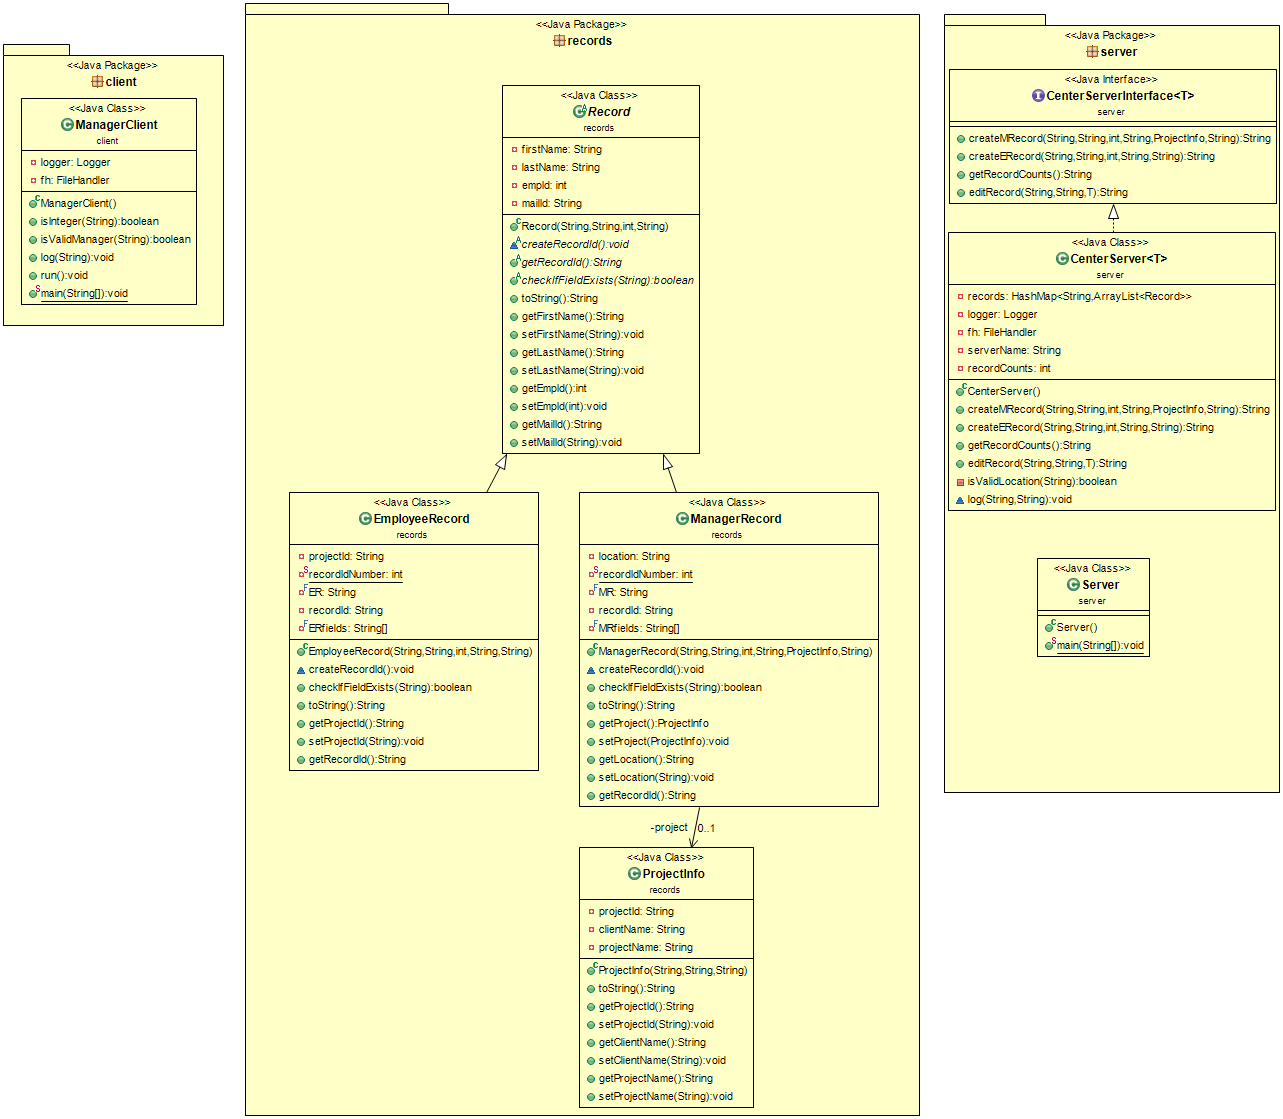 <<Java Package>>
client
<<Java Class>>
ManagerClient
client
logger: Logger
fh: FileHandler
ManagerClient()
isInteger(String):boolean
isValidManager(String):boolean
log(String):void
run():void
main(String[]):void
<<Java Package>>
records
<<Java Class>>
Record
records
firstName: String
lastName: String
empId: int
mailId: String
Record(String,String,int,String)
createRecordId():void
getRecordId():String
checkIfFieldExists(String):boolean
toString():String
getFirstName():String
setFirstName(String):void
getLastName():String
setLastName(String):void
getEmpId():int
setEmpId(int):void
getMailId():String
setMailId(String):void
<<Java Class>>
EmployeeRecord
records
projectId: String
recordIdNumber: int
ER: String
recordId: String
ERfields: String[]
EmployeeRecord(String,String,int,String,String)
createRecordId():void
checkIfFieldExists(String):boolean
toString():String
getProjectId():String
setProjectId(String):void
getRecordId():String
<<Java Class>>
ManagerRecord
records
location: String
recordIdNumber: int
MR: String
recordId: String
MRfields: String[]
ManagerRecord(String,String,int,String,ProjectInfo,String)
createRecordId():void
checkIfFieldExists(String):boolean
toString():String
getProject():ProjectInfo
setProject(ProjectInfo):void
getLocation():String
setLocation(String):void
getRecordId():String
-project 0..1
<<Java Class>>
ProjectInfo
records
projectId: String
clientName: String
projectName: String
ProjectInfo(String,String,String)
toString():String
getProjectId():String
setProjectId(String):void
getClientName():String
setClientName(String):void
getProjectName():String
setProjectName(String):void
<<Java Package>>
server
<<Java Interface>>
CenterServerInterface<T>
server
createMRecord(String,String,int,String,ProjectInfo,String):String
createERecord(String,String,int,String,String):String
getRecordCounts():String
editRecord(String,String,T):String
<<Java Class>>
CenterServer<T>
server
records: HashMap<String,ArrayList<Record>>
logger: Logger
fh: FileHandler
serverName: String
recordCounts: int
CenterServer()
createMRecord(String,String,int,String,ProjectInfo,String):String
createERecord(String,String,int,String,String):String
getRecordCounts():String
editRecord(String,String,T):String
isValidLocation(String):boolean
log(String,String):void
<<Java Class>>
Server
server
Server()
main(String[]):void